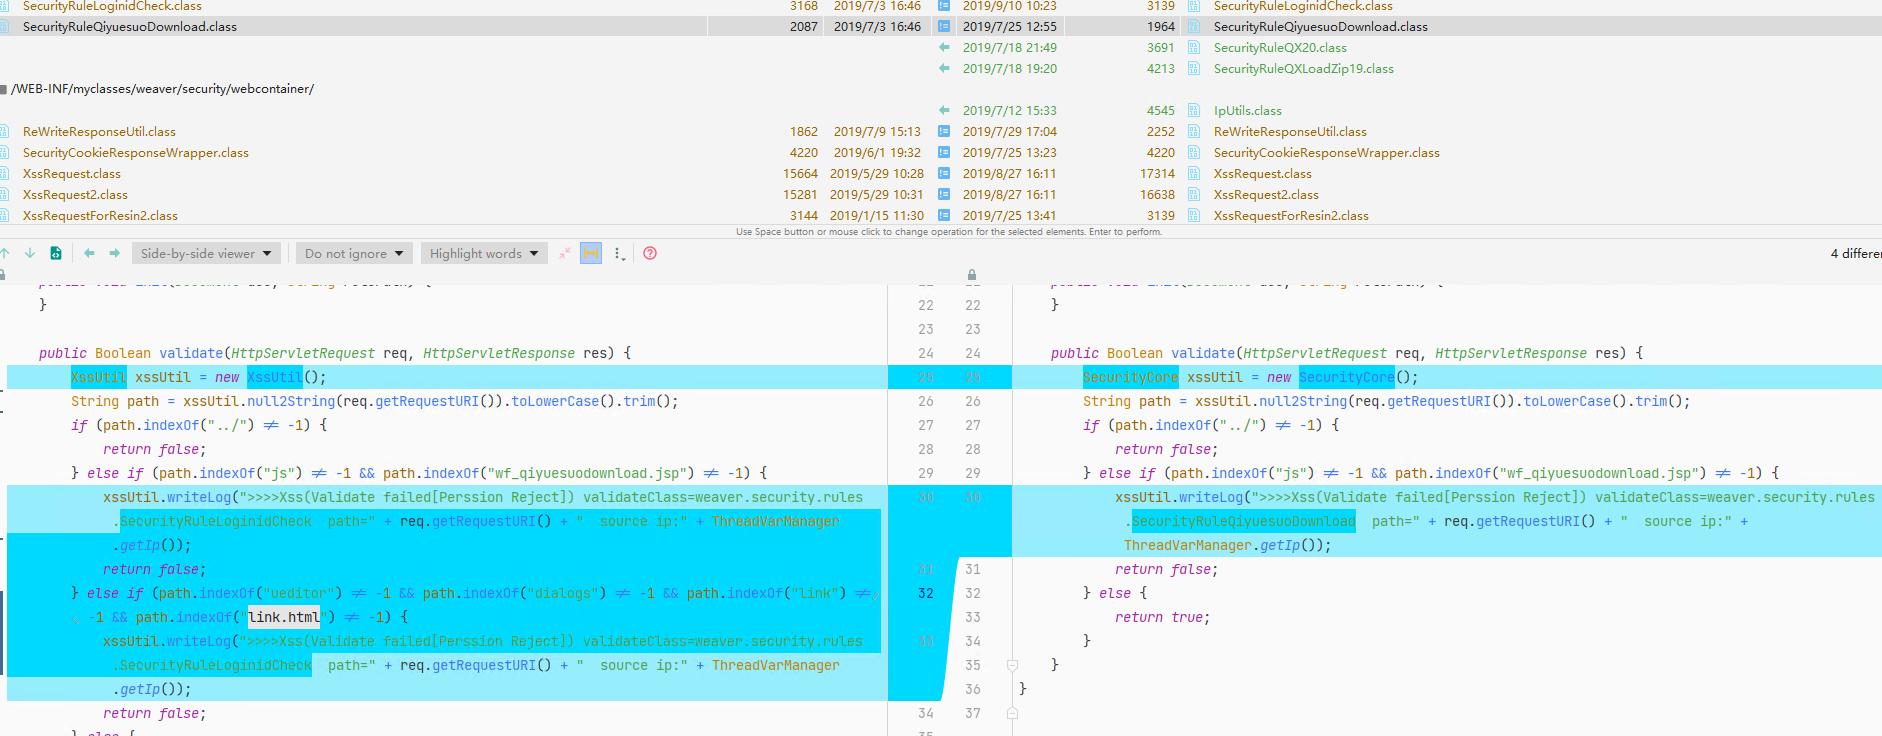 SecurityRuleLoginidCheck.class 3168 2019/7/3 16:46 != 2019/9/10 10:23 3139 SecurityRuleLoginidCheck.class
SecurityRuleQiyuesuoDownload.class 2087 2019/7/3 16:46 != 2019/7/25 12:55 1964 SecurityRuleQiyuesuoDownload.class
2019/7/18 21:49 3691 SecurityRuleQX20.class
2019/7/18 19:20 4213 SecurityRuleQXLoadZip19.class
/WEB-INF/myclasses/weaver/security/webcontainer/
2019/7/12 15:33 4545 IpUtils.class
ReWriteResponseUtil.class 1862 2019/7/9 15:13 != 2019/7/29 17:04 2252 ReWriteResponseUtil.class
SecurityCookieResponseWrapper.class 4220 2019/6/1 19:32 != 2019/7/25 13:23 4220 SecurityCookieResponseWrapper.class
XssRequest.class 15664 2019/5/29 10:28 != 2019/8/27 16:11 17314 XssRequest.class
XssRequest2.class 15281 2019/5/29 10:31 != 2019/8/27 16:11 16638 XssRequest2.class
XssRequestForResin2.class 3144 2019/1/15 11:30 != 2019/7/25 13:41 3139 XssRequestForResin2.class
Use Space button or mouse click to change operation for the selected elements. Enter to perform.
Side-by-side viewer Do not ignore Highlight words 4 differe
} 22 22 }
23 23
public Boolean validate(HttpServletRequest req, HttpServletResponse res) { 24 24 public Boolean validate(HttpServletRequest req, HttpServletResponse res) {
XssUtil xssUtil = new XssUtil(); 25 25 SecurityCore xssUtil = new SecurityCore();
String path = xssUtil.null2String(req.getRequestURI()).toLowerCase().trim(); 26 26 String path = xssUtil.null2String(req.getRequestURI()).toLowerCase().trim();
if (path.indexOf("../") ≠ -1) { 27 27 if (path.indexOf("../") ≠ -1) {
return false; 28 28 return false;
} else if (path.indexOf("js") ≠ -1 && path.indexOf("wf_qiyuesuodownload.jsp") ≠ -1) { 29 29 } else if (path.indexOf("js") ≠ -1 && path.indexOf("wf_qiyuesuodownload.jsp") ≠ -1) {
xssUtil.writeLog(">>>>Xss(Validate failed[Perssion Reject]) validateClass=weaver.security.rules 30 30 xssUtil.writeLog(">>>>Xss(Validate failed[Perssion Reject]) validateClass=weaver.security.rules
.SecurityRuleLoginidCheck path=" + req.getRequestURI() + " source ip:" + ThreadVarManager .SecurityRuleQiyuesuoDownload path=" + req.getRequestURI() + " source ip:" +
.getIp()); ThreadVarManager.getIp());
return false; 31 31 return false;
} else if (path.indexOf("ueditor") ≠ -1 && path.indexOf("dialogs") ≠ -1 && path.indexOf("link") ≠ 32 32 } else {
-1 && path.indexOf("link.html") ≠ -1) { 33 return true;
xssUtil.writeLog(">>>>Xss(Validate failed[Perssion Reject]) validateClass=weaver.security.rules 33 34 }
.SecurityRuleLoginidCheck path=" + req.getRequestURI() + " source ip:" + ThreadVarManager 35 }
.getIp()); 36 }
return false; 34 37
} else { 35